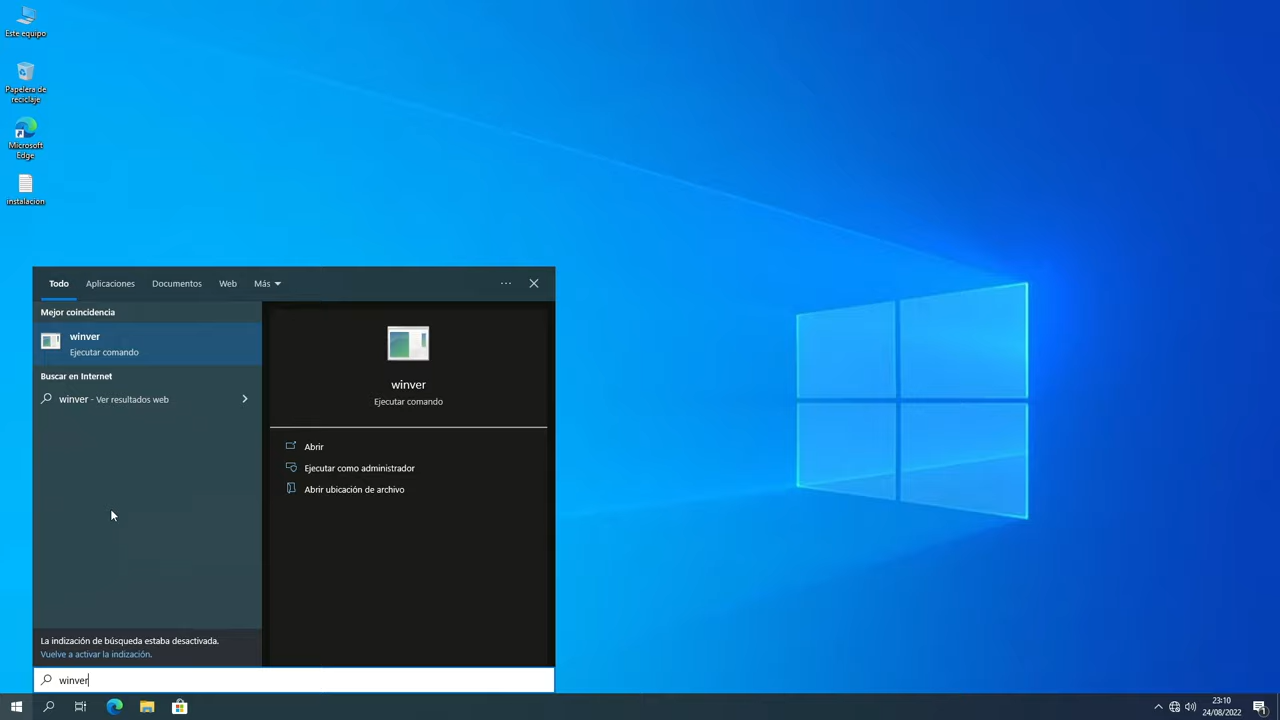 Este equipo
Papelera de
reciclaje
Microsoft
Edge
instalacion
Todo
Aplicaciones
Documentos
Web
Más
Mejor coincidencia
winver
Ejecutar comando
Buscar en Internet
winver - Ver resultados web
winver
Ejecutar comando
Abrir
Ejecutar como administrador
Abrir ubicación de archivo
La indización de búsqueda estaba desactivada.
Vuelve a activar la indización.
winver
23:10
24/08/2022
1